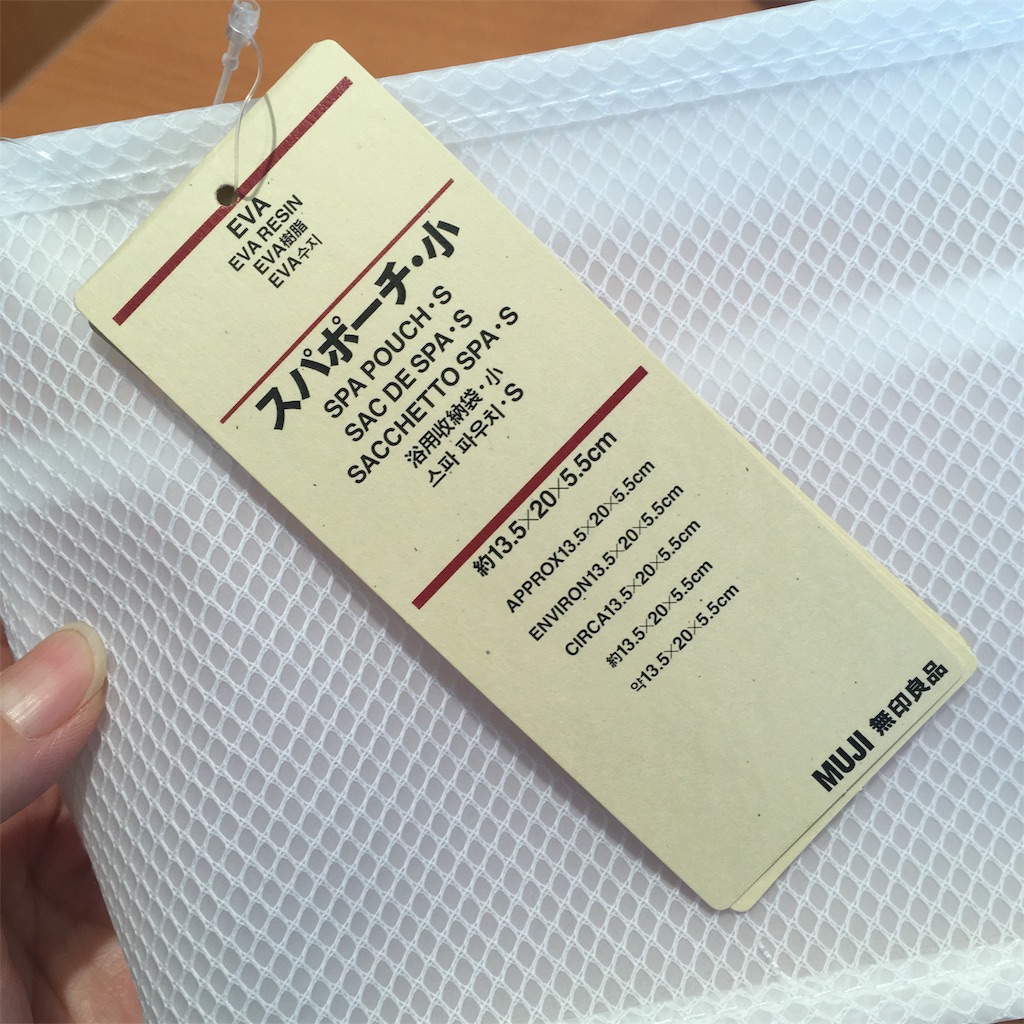 EVA
EVA RESIN
EVA樹脂
EVA수지
スパポーチ・小
SPA POUCH・S
SAC DE SPA・S
SACCHETTO SPA・S
浴用收納袋・小
스파 파우치・S
約13.5×20×5.5cm
APPROX13.5×20×5.5cm
ENVIRON13.5×20×5.5cm
CIRCA13.5×20×5.5cm
約13.5×20×5.5cm
약13.5×20×5.5cm
MUJI 無印良品